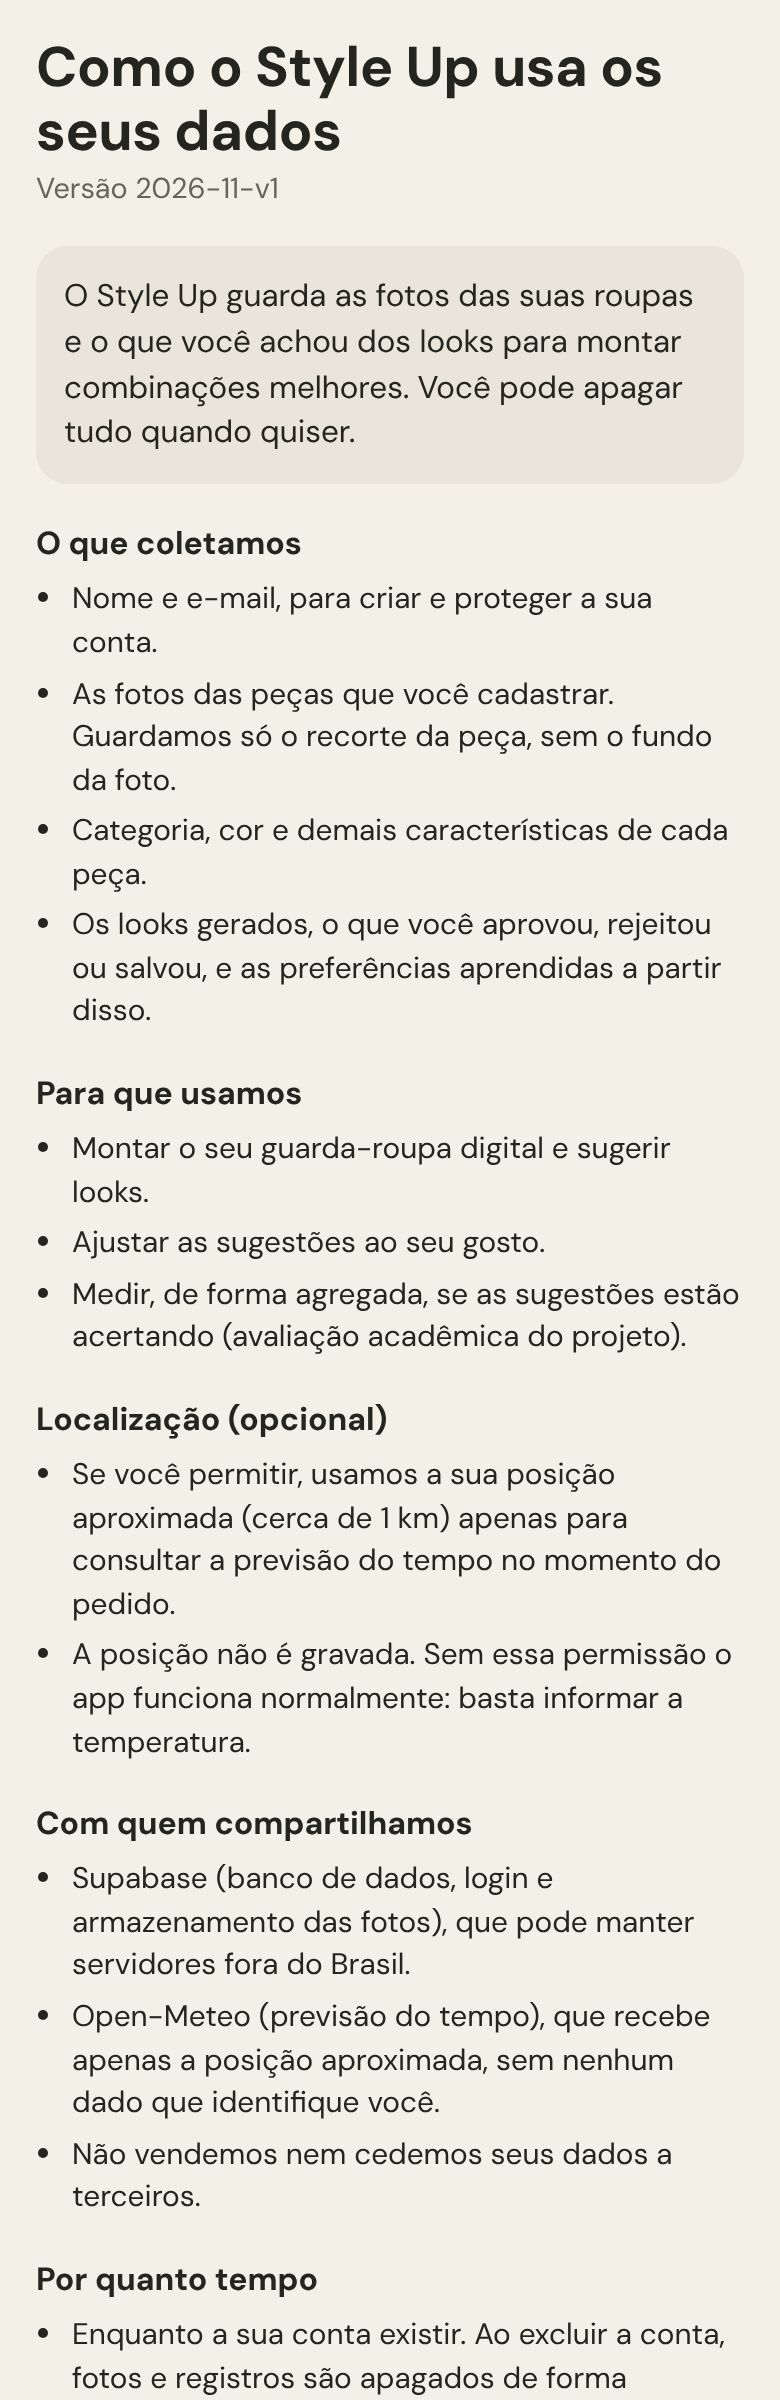 Como o Style Up usa os
seus dados
Versão 2026-11-v1
O Style Up guarda as fotos das suas roupas
e o que você achou dos looks para montar
combinações melhores. Você pode apagar
tudo quando quiser.
O que coletamos
• Nome e e-mail, para criar e proteger a sua
conta.
• As fotos das peças que você cadastrar.
Guardamos só o recorte da peça, sem o fundo
da foto.
• Categoria, cor e demais características de cada
peça.
• Os looks gerados, o que você aprovou, rejeitou
ou salvou, e as preferências aprendidas a partir
disso.
Para que usamos
• Montar o seu guarda-roupa digital e sugerir
looks.
• Ajustar as sugestões ao seu gosto.
• Medir, de forma agregada, se as sugestões estão
acertando (avaliação acadêmica do projeto).
Localização (opcional)
• Se você permitir, usamos a sua posição
aproximada (cerca de 1 km) apenas para
consultar a previsão do tempo no momento do
pedido.
• A posição não é gravada. Sem essa permissão o
app funciona normalmente: basta informar a
temperatura.
Com quem compartilhamos
• Supabase (banco de dados, login e
armazenamento das fotos), que pode manter
servidores fora do Brasil.
• Open-Meteo (previsão do tempo), que recebe
apenas a posição aproximada, sem nenhum
dado que identifique você.
• Não vendemos nem cedemos seus dados a
terceiros.
Por quanto tempo
• Enquanto a sua conta existir. Ao excluir a conta,
fotos e registros são apagados de forma